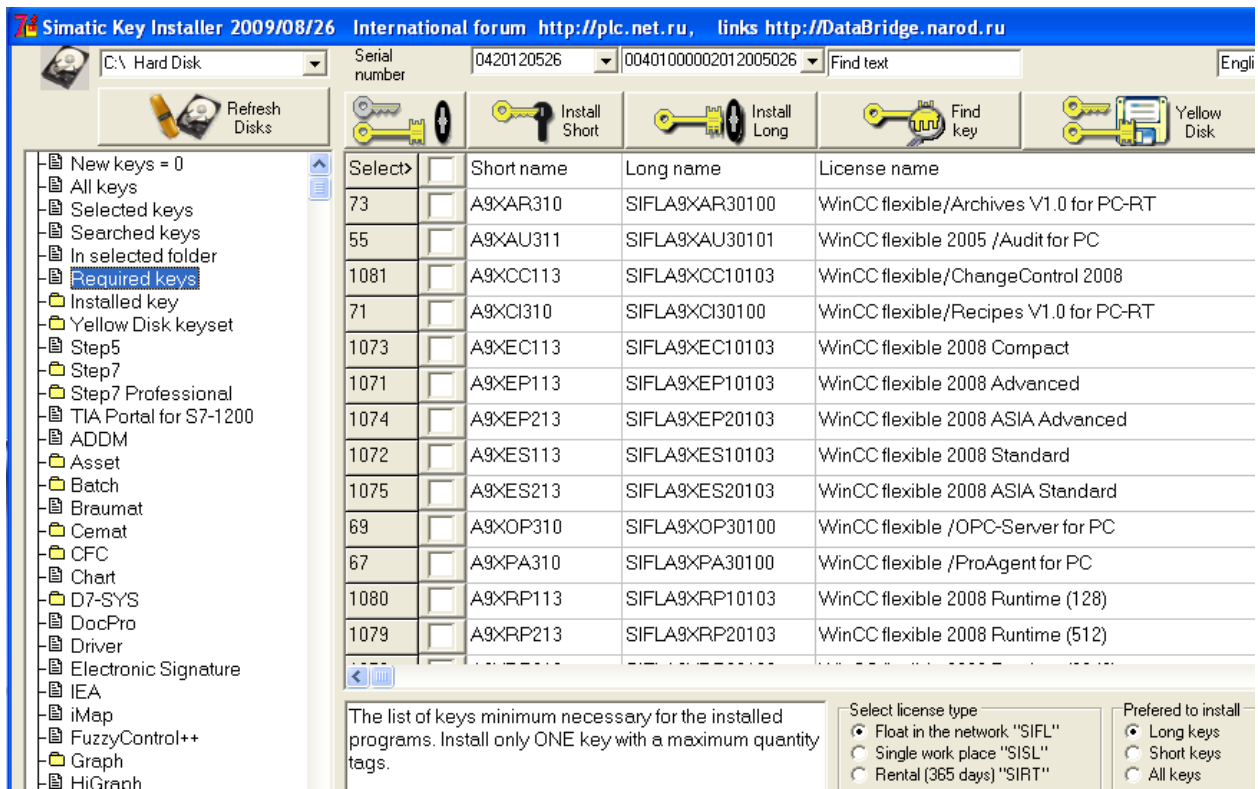 Simatic Key Installer 2009/08/26 International forum http://plc.net.ru, links http://DataBridge.narod.ru
C:\ Hard Disk
Serial number
0420120526
00401000002012005026
Find text
Engli
Refresh Disks
Install Short
Install Long
Find key
Yellow Disk
New keys = 0
All keys
Selected keys
Searched keys
In selected folder
Required keys
Installed key
Yellow Disk keyset
Step5
Step7
Step7 Professional
TIA Portal for S7-1200
ADDM
Asset
Batch
Braumat
Cemat
CFC
Chart
D7-SYS
DocPro
Driver
Electronic Signature
IEA
iMap
FuzzyControl++
Graph
HiGraph
Select> Short name Long name License name
73 A9XAR310 SIFLA9XAR30100 WinCC flexible/Archives V1.0 for PC-RT
55 A9XAU311 SIFLA9XAU30101 WinCC flexible 2005 /Audit for PC
1081 A9XCC113 SIFLA9XCC10103 WinCC flexible/ChangeControl 2008
71 A9XCI310 SIFLA9XCI30100 WinCC flexible/Recipes V1.0 for PC-RT
1073 A9XEC113 SIFLA9XEC10103 WinCC flexible 2008 Compact
1071 A9XEP113 SIFLA9XEP10103 WinCC flexible 2008 Advanced
1074 A9XEP213 SIFLA9XEP20103 WinCC flexible 2008 ASIA Advanced
1072 A9XES113 SIFLA9XES10103 WinCC flexible 2008 Standard
1075 A9XES213 SIFLA9XES20103 WinCC flexible 2008 ASIA Standard
69 A9XOP310 SIFLA9XOP30100 WinCC flexible /OPC-Server for PC
67 A9XPA310 SIFLA9XPA30100 WinCC flexible /ProAgent for PC
1080 A9XRP113 SIFLA9XRP10103 WinCC flexible 2008 Runtime (128)
1079 A9XRP213 SIFLA9XRP20103 WinCC flexible 2008 Runtime (512)
The list of keys minimum necessary for the installed
programs. Install only ONE key with a maximum quantity
tags.
Select license type
Float in the network "SIFL"
Single work place "SISL"
Rental (365 days) "SIRT"
Prefered to install
Long keys
Short keys
All keys